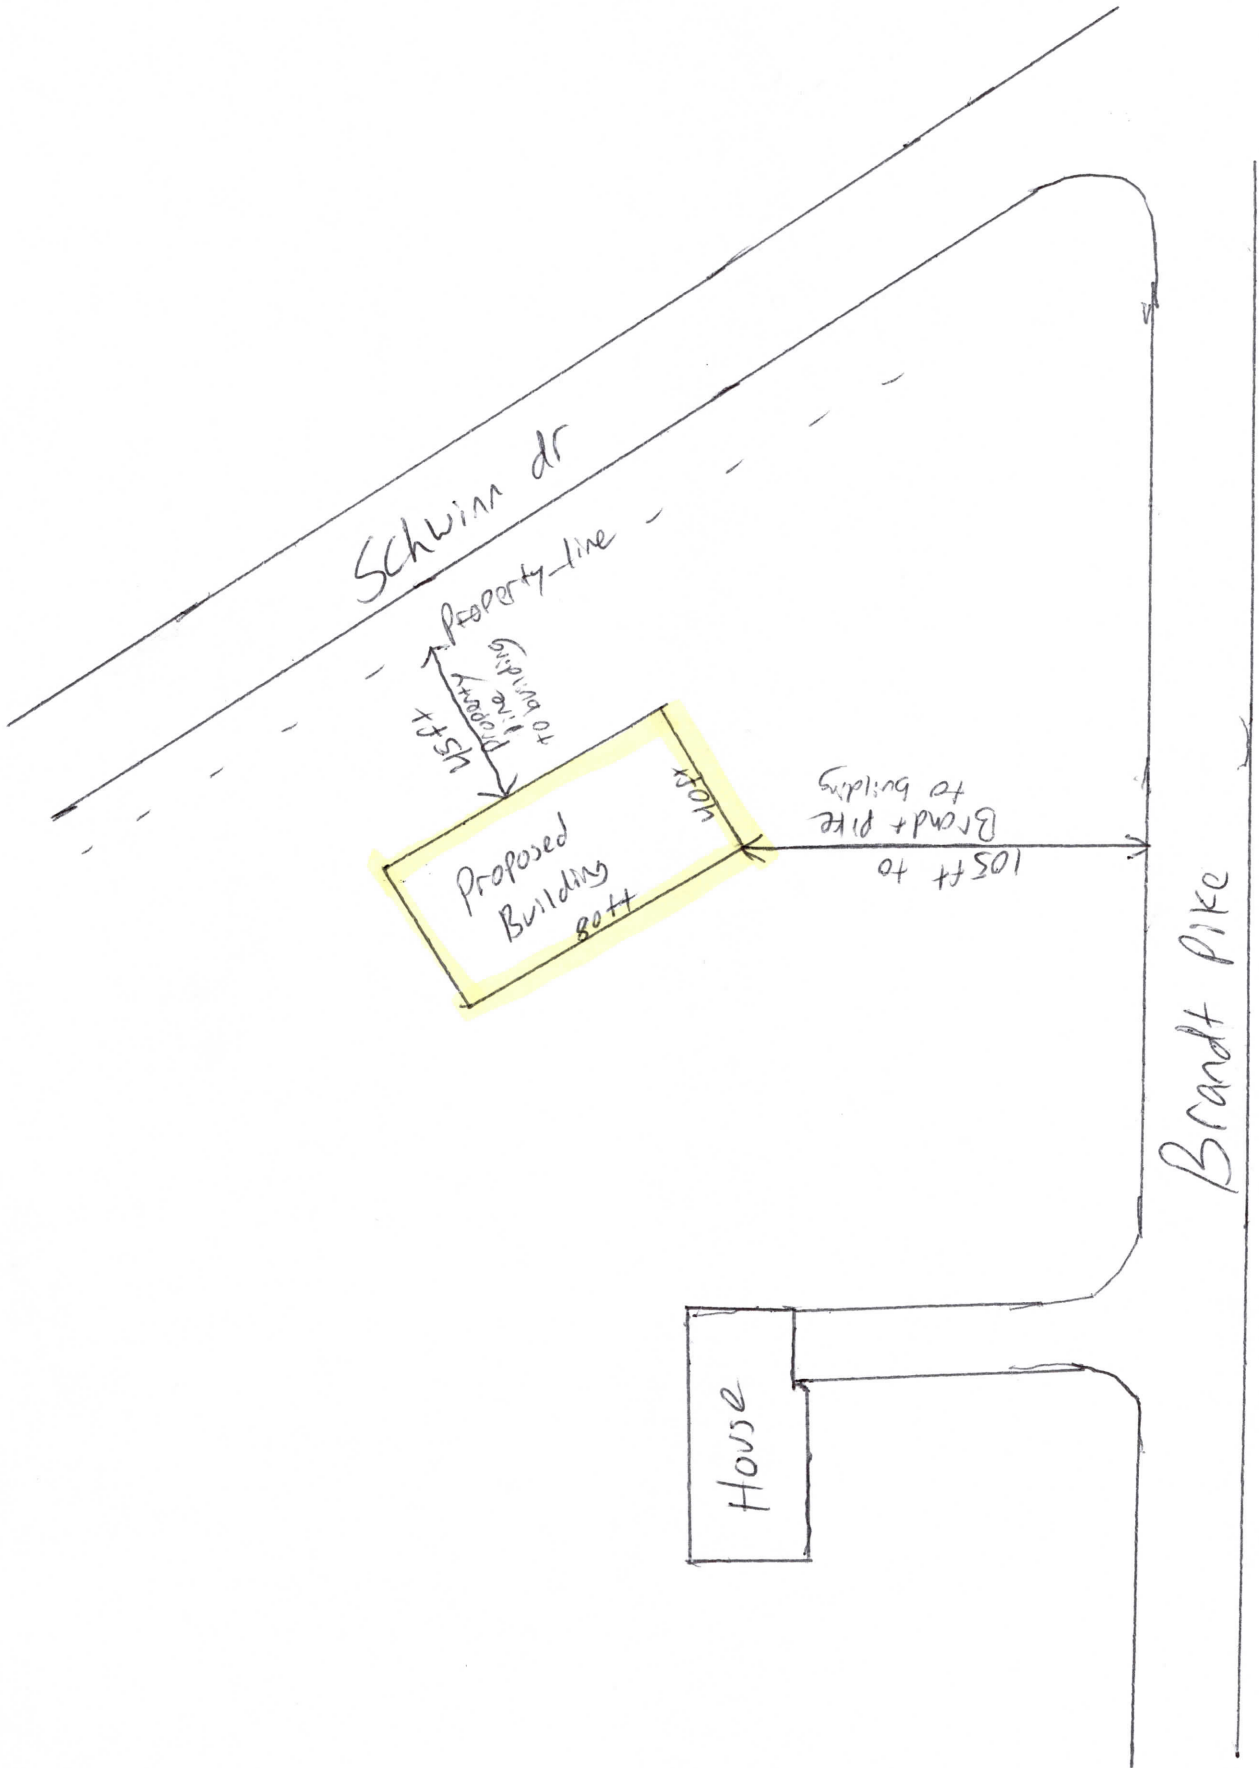 Schwinn dr
Property line
45ft
property
line
to building
40ft
Proposed
Building
80ft
105ft to
Brandt pike
to building
Brandt Pike
House